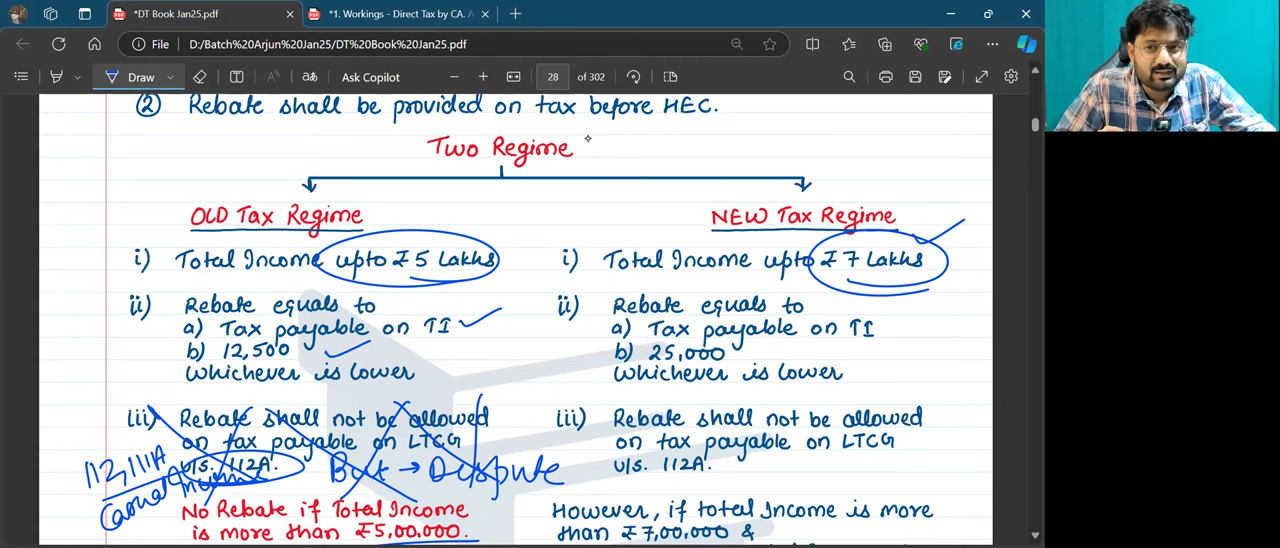 *DT Book Jan25.pdf
*1. Workings - Direct Tax by CA. A
File
D:/Batch%20Arjun%20Jan25/DT%20Book%20Jan25.pdf
Draw
Ask Copilot
28 of 302
② Rebate shall be provided on tax before HEC.
Two Regime
OLD Tax Regime
i) Total Income upto ₹5 Lakhs
ii) Rebate equals to
a) Tax payable on TI
b) 12,500
Whichever is lower
iii) Rebate shall not be allowed
on tax payable on LTCG
u/s. 112A.
But → Dispute
112, 111A
Casual Income
No Rebate if Total Income
is more than ₹5,00,000.
NEW Tax Regime
i) Total Income upto ₹7 Lakhs
ii) Rebate equals to
a) Tax payable on TI
b) 25,000
Whichever is lower
iii) Rebate shall not be allowed
on tax payable on LTCG
u/s. 112A.
However, if total Income is more
than ₹7,00,000 &